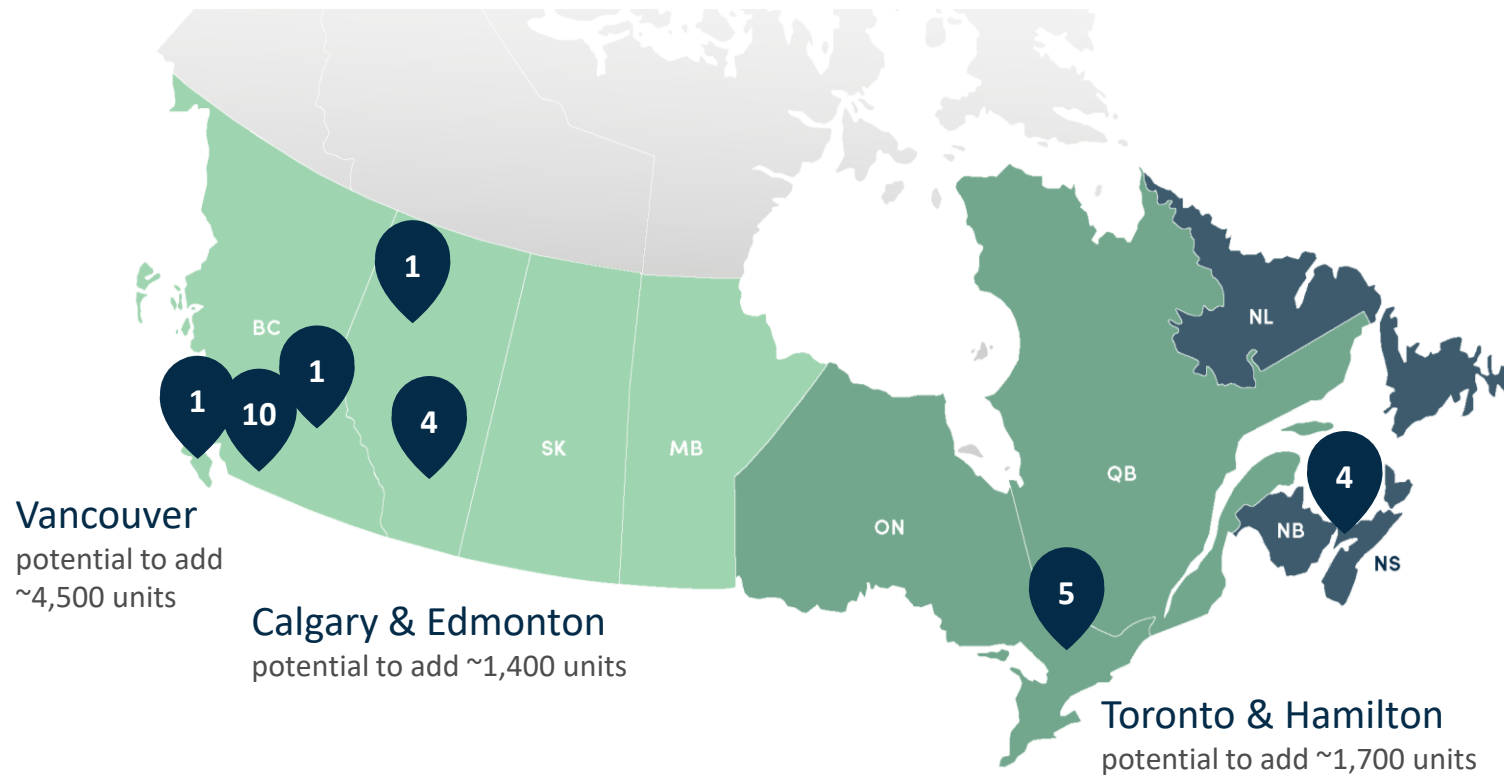 1
BC
1
1
10
4
SK
MB
NL
QB
4
ON
NB
NS
5
Vancouver
potential to add
~4,500 units
Calgary & Edmonton
potential to add ~1,400 units
Toronto & Hamilton
potential to add ~1,700 units